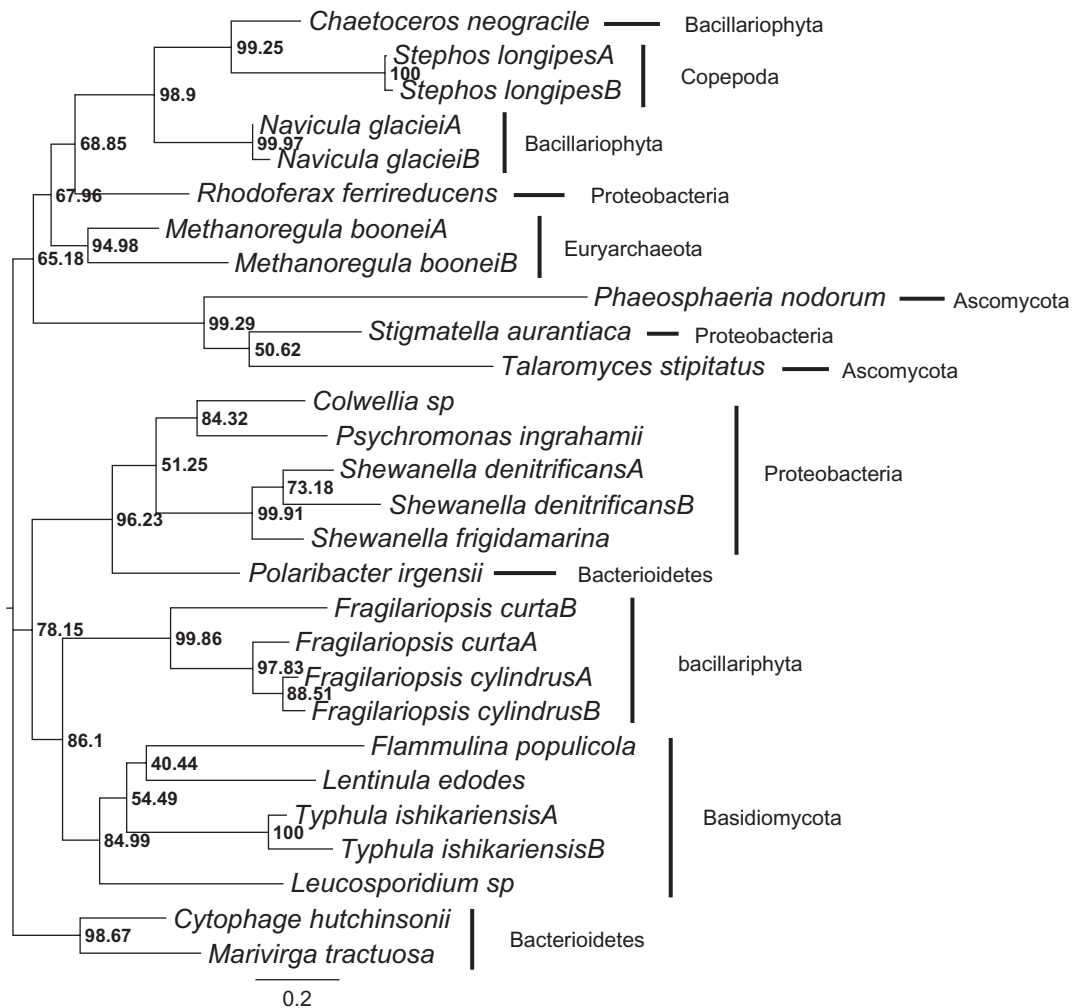 Chaetoceros neogracile Bacillariophyta
99.25
Stephos longipesA
100
Copepoda
Stephos longipesB
98.9
Navicula glacieiA
68.85
99.97
Bacillariophyta
Navicula glacieiB
67.96
Rhodoferax ferrireducens Proteobacteria
Methanoregula booneiA
94.98
Euryarchaeota
65.18
Methanoregula booneiB
Phaeosphaeria nodorum Ascomycota
99.29
Stigmatella aurantiaca Proteobacteria
50.62
Talaromyces stipitatus Ascomycota
Colwellia sp
84.32
Psychromonas ingrahamii
51.25
Shewanella denitrificansA
Proteobacteria
73.18
Shewanella denitrificansB
96.23
99.91
Shewanella frigidamarina
Polaribacter irgensii Bacterioidetes
Fragilariopsis curtaB
78.15
99.86
Fragilariopsis curtaA
97.83
bacillariphyta
Fragilariopsis cylindrusA
88.51
Fragilariopsis cylindrusB
86.1
Flammulina populicola
40.44
Lentinula edodes
54.49
Typhula ishikariensisA
Basidiomycota
100
84.99
Typhula ishikariensisB
Leucosporidium sp
Cytophage hutchinsonii
98.67
Bacterioidetes
Marivirga tractuosa
0.2